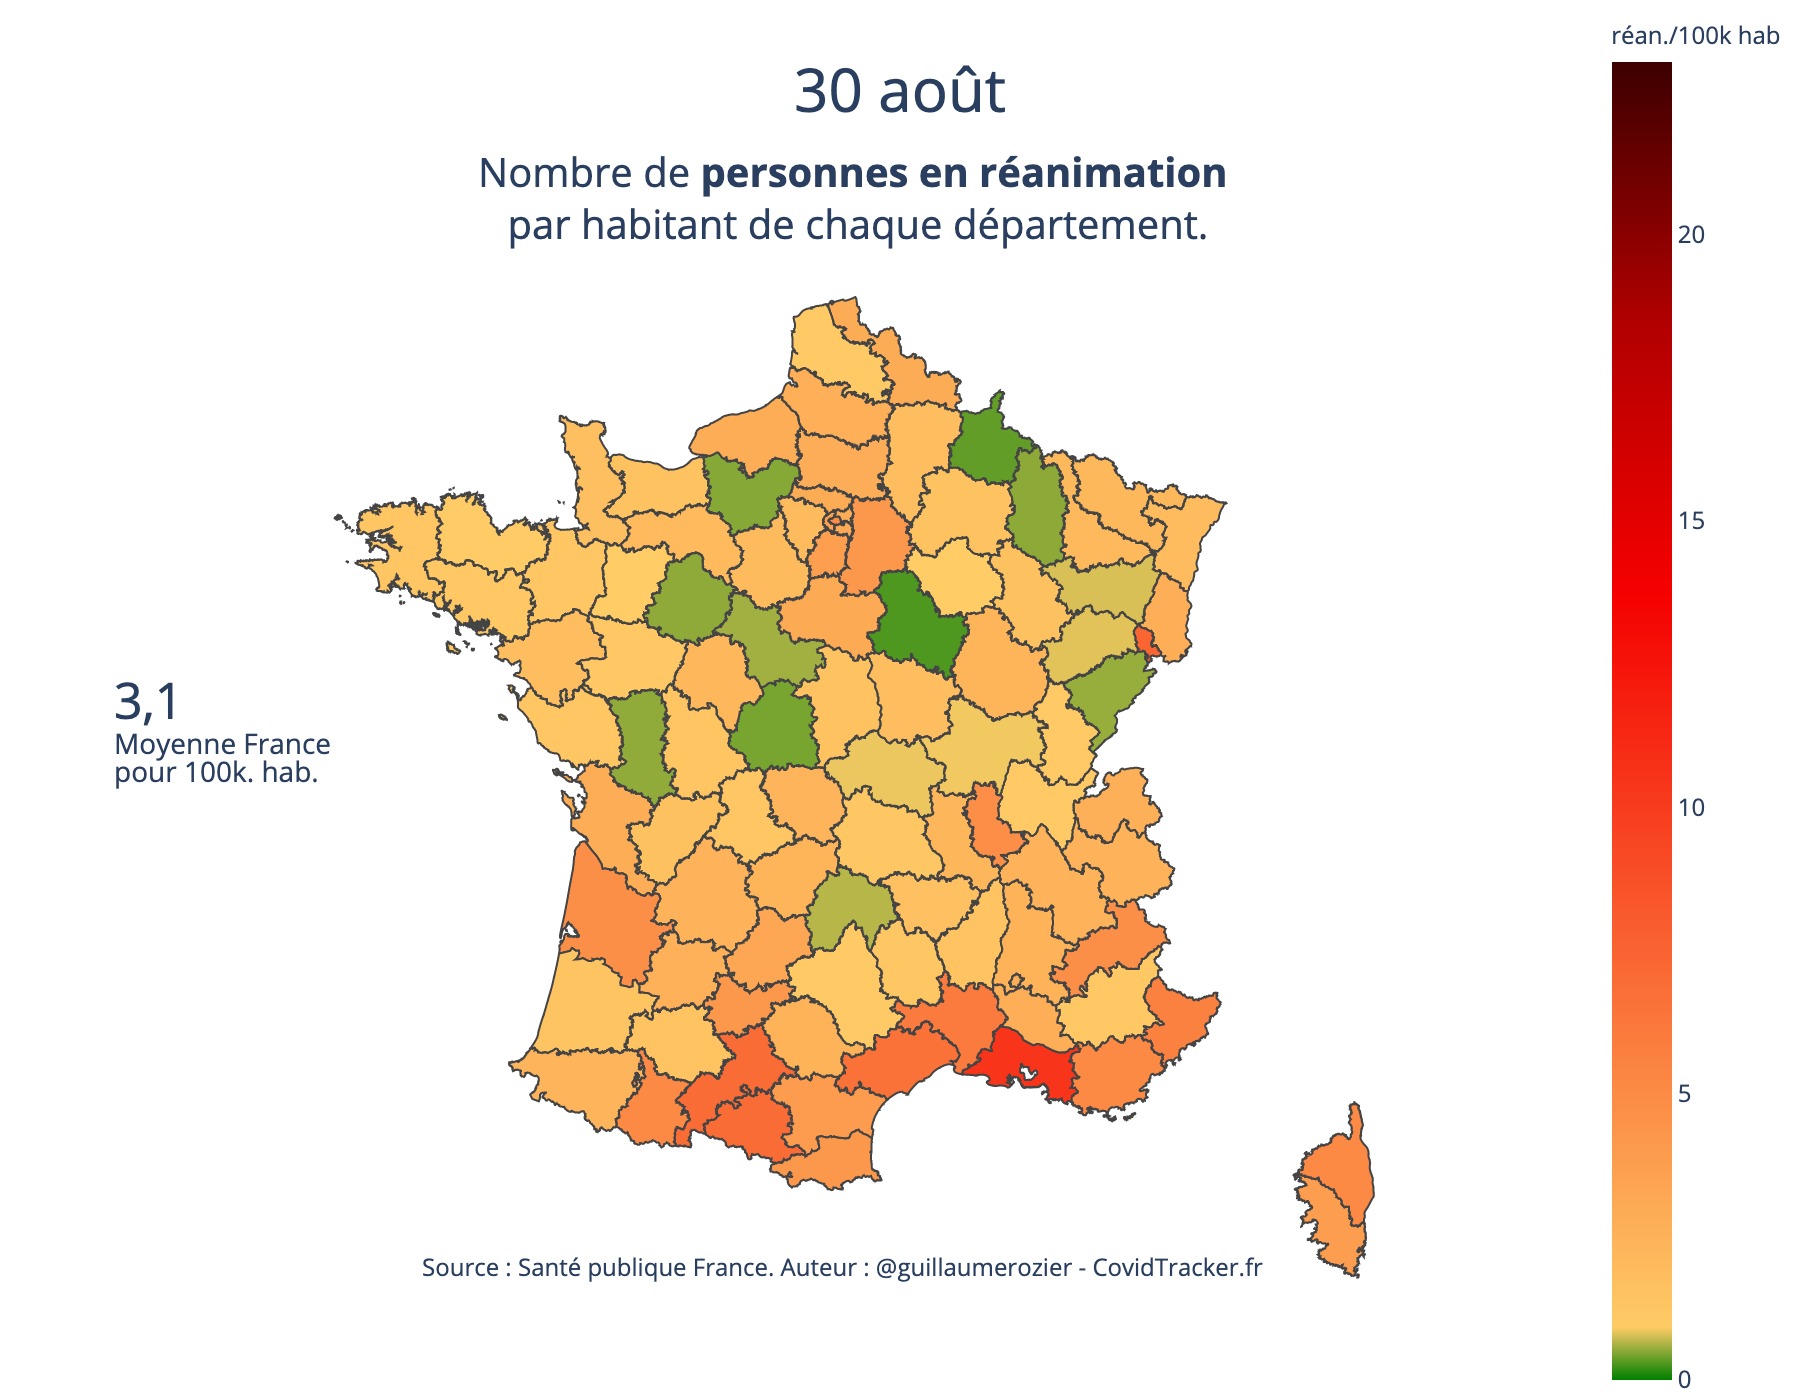 réan./100k hab
30 août
Nombre de personnes en réanimation
par habitant de chaque département.
20
15
3,1
Moyenne France
pour 100k. hab.
10
5
Source : Santé publique France. Auteur : @guillaumerozier - CovidTracker.fr
0